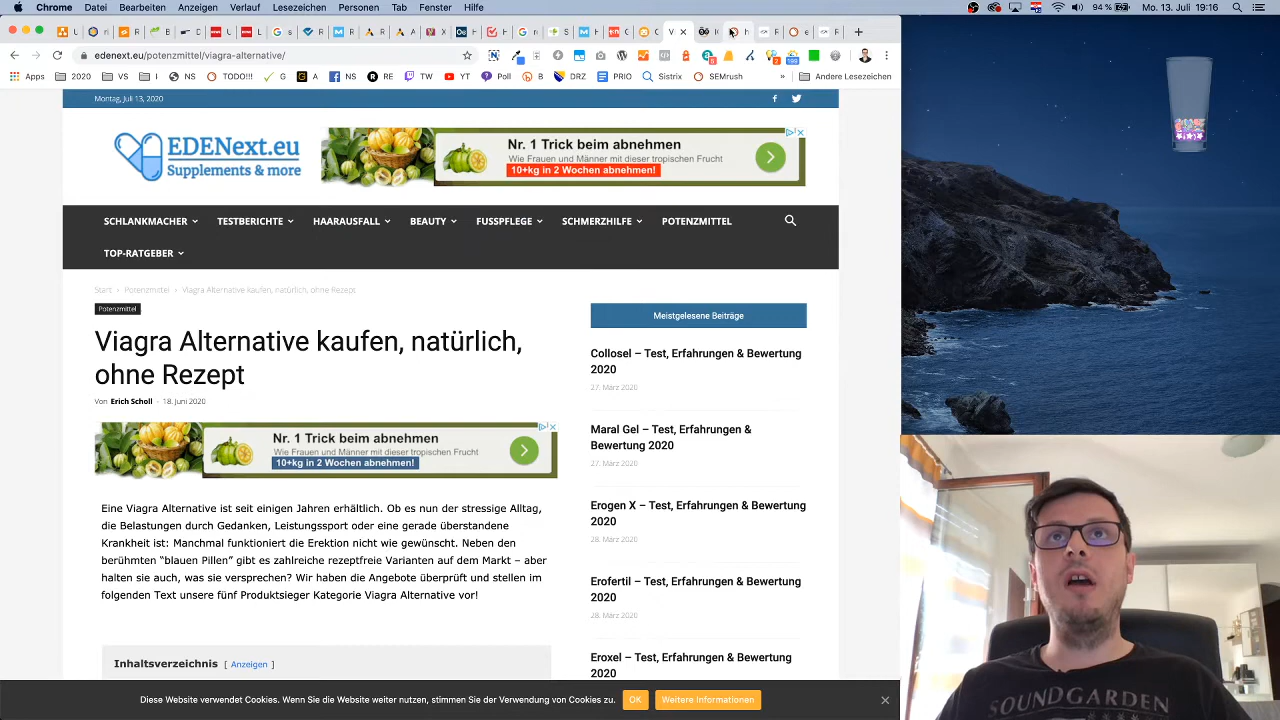 Chrome Datei Bearbeiten Anzeigen Verlauf Lesezeichen Personen Tab Fenster Hilfe
94 % Mo. 13. Juli 19:16
edenext.eu/potenzmittel/viagra-alternative/
Apps 2020 VS I NS TODO!!! G A NS RE TW YT Poll B DRZ PRIO Sistrix SEMrush » Andere Lesezeichen
Montag, Juli 13, 2020
EDENext.eu
Supplements & more
Nr. 1 Trick beim abnehmen
Wie Frauen und Männer mit dieser tropischen Frucht
10+kg in 2 Wochen abnehmen!
SCHLANKMACHER TESTBERICHTE HAARAUSFALL BEAUTY FUSSPFLEGE SCHMERZHILFE POTENZMITTEL
TOP-RATGEBER
Start › Potenzmittel › Viagra Alternative kaufen, natürlich, ohne Rezept
Potenzmittel
Viagra Alternative kaufen, natürlich,
ohne Rezept
Von Erich Scholl - 18. Juni 2020
Nr. 1 Trick beim abnehmen
Wie Frauen und Männer mit dieser tropischen Frucht
10+kg in 2 Wochen abnehmen!
Eine Viagra Alternative ist seit einigen Jahren erhältlich. Ob es nun der stressige Alltag,
die Belastungen durch Gedanken, Leistungssport oder eine gerade überstandene
Krankheit ist: Manchmal funktioniert die Erektion nicht wie gewünscht. Neben den
berühmten “blauen Pillen” gibt es zahlreiche rezeptfreie Varianten auf dem Markt – aber
halten sie auch, was sie versprechen? Wir haben die Angebote überprüft und stellen im
folgenden Text unsere fünf Produktsieger Kategorie Viagra Alternative vor!
Inhaltsverzeichnis [ Anzeigen ]
Meistgelesene Beiträge
Collosel – Test, Erfahrungen & Bewertung
2020
27. März 2020
Maral Gel – Test, Erfahrungen &
Bewertung 2020
27. März 2020
Erogen X – Test, Erfahrungen & Bewertung
2020
28. März 2020
Erofertil – Test, Erfahrungen & Bewertung
2020
28. März 2020
Eroxel – Test, Erfahrungen & Bewertung
2020
Diese Website verwendet Cookies. Wenn Sie die Website weiter nutzen, stimmen Sie der Verwendung von Cookies zu. OK Weitere Informationen
SOUNDGARDEN